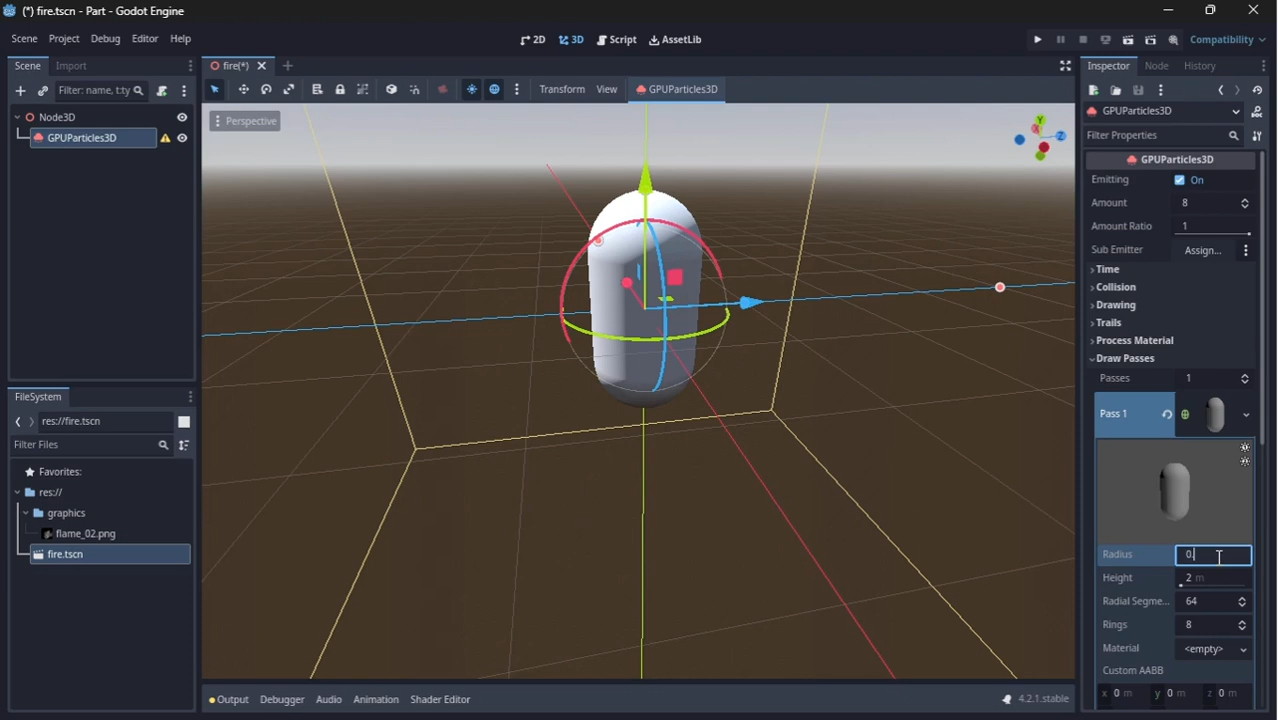 (*) fire.tscn - Part - Godot Engine
Scene Project Debug Editor Help
2D 3D Script AssetLib
Compatibility
Scene Import
fire(*)
Inspector Node History
Filter: name, t:ty
Transform View GPUParticles3D
Node3D
GPUParticles3D
Perspective
Y
Z
GPUParticles3D
Filter Properties
GPUParticles3D
Emitting On
Amount 8
Amount Ratio 1
Sub Emitter Assign...
Time
Collision
Drawing
Trails
Process Material
Draw Passes
Passes 1
Pass 1
Radius 0.
Height 2 m
Radial Segme... 64
Rings 8
Material <empty>
Custom AABB
x 0 m y 0 m z 0 m
FileSystem
res://fire.tscn
Filter Files
Favorites:
res://
graphics
flame_02.png
fire.tscn
Output Debugger Audio Animation Shader Editor
4.2.1.stable